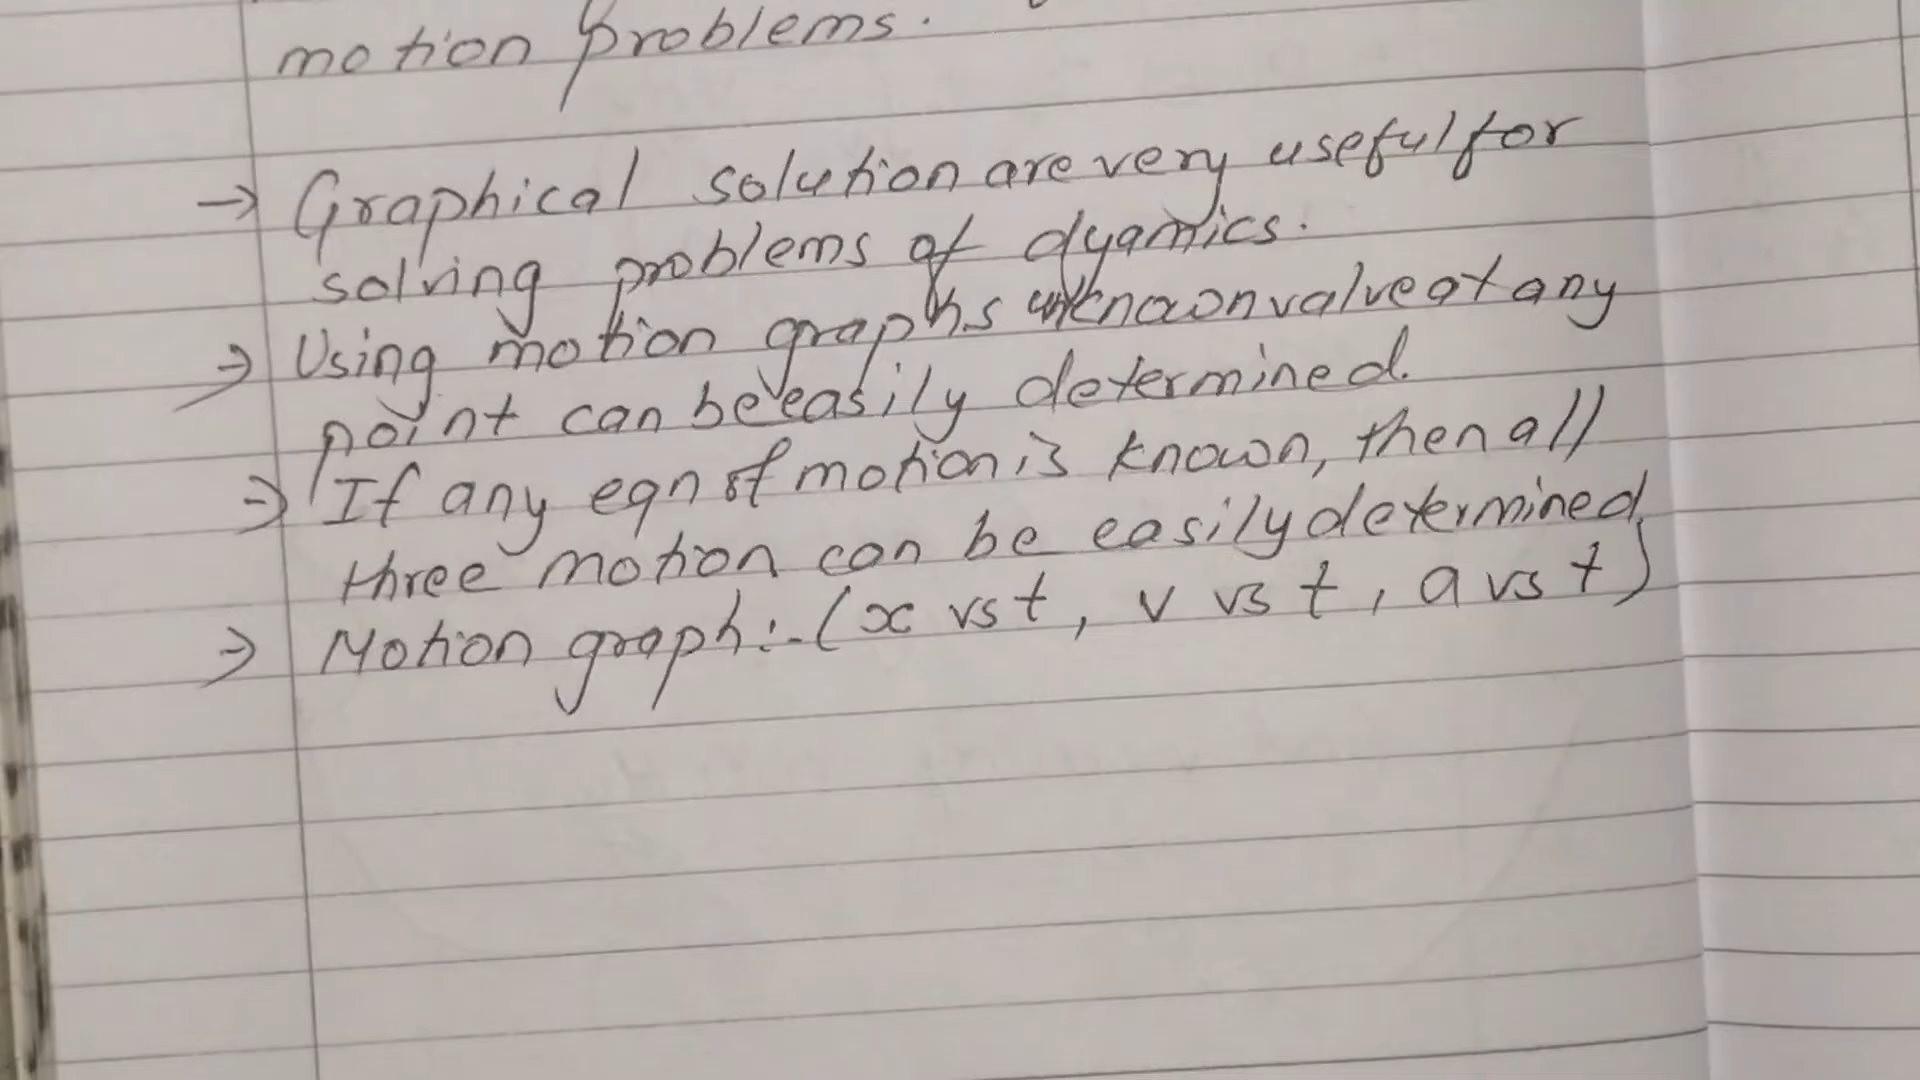 motion problems.
→ Graphical solution are very useful for
solving problems of dyamics.
⇒ Using motion graphs unknown valve at any
point can be easily determined.
⇒ If any eqn of motion is known, then all
three motion can be easily determined.
⇒ Motion graph:- (x vs t, v vs t, a vs t)